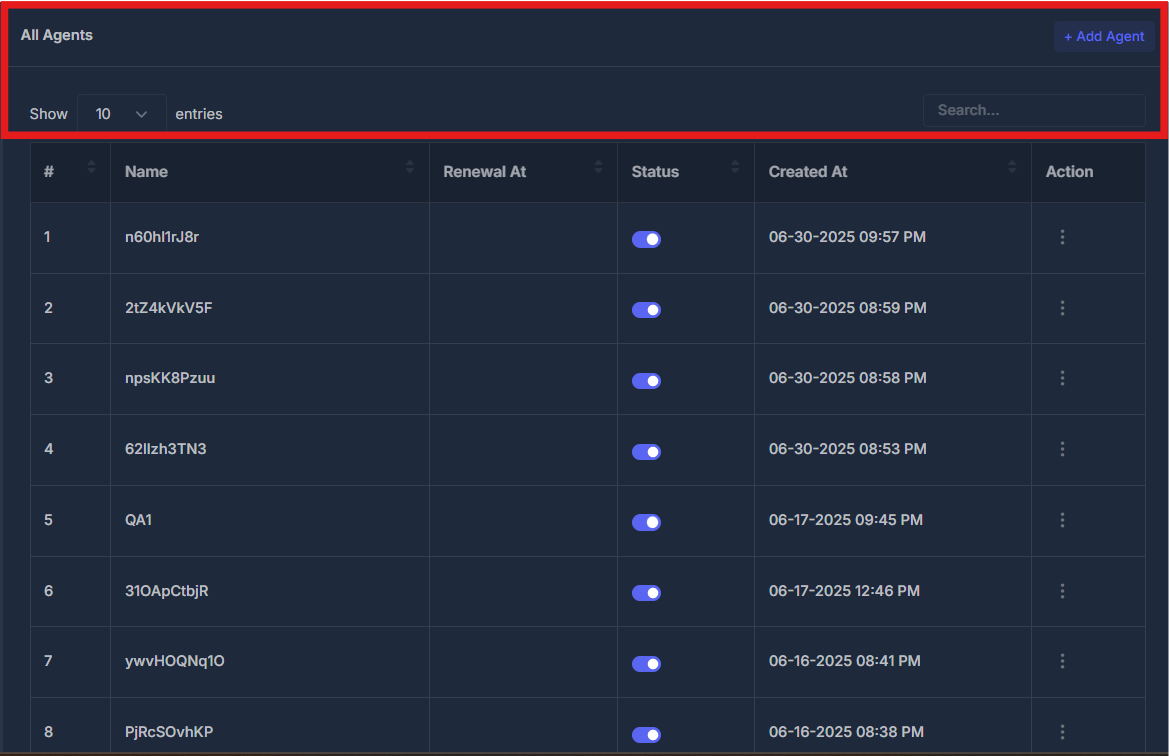 All Agents
+ Add Agent
Show 10 entries
Search...
# Name Renewal At Status Created At Action
1 n60hl1rJ8r 06-30-2025 09:57 PM
2 2tZ4kVkV5F 06-30-2025 08:59 PM
3 npsKK8Pzuu 06-30-2025 08:58 PM
4 62llzh3TN3 06-30-2025 08:53 PM
5 QA1 06-17-2025 09:45 PM
6 31OApCtbjR 06-17-2025 12:46 PM
7 ywvHOQNq1O 06-16-2025 08:41 PM
8 PjRcSOvhKP 06-16-2025 08:38 PM